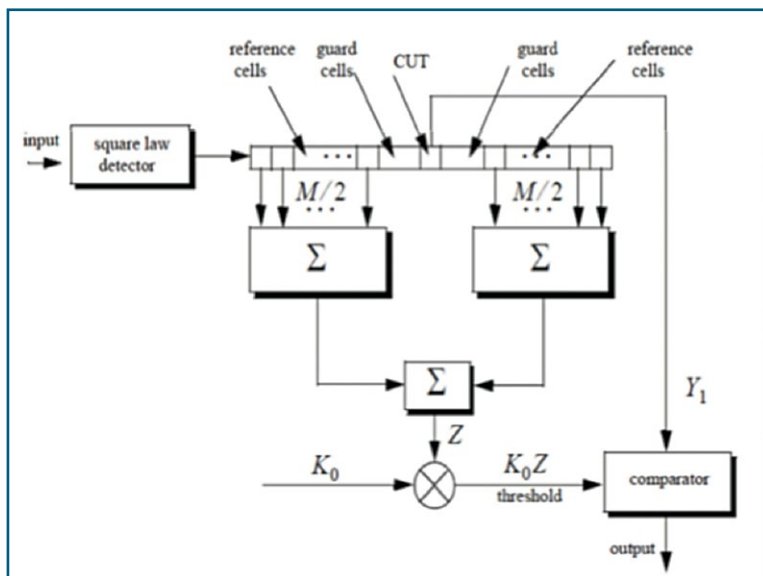 reference cells
guard cells
CUT
guard cells
reference cells
input
square law detector
...
...
M/2
...
M/2
...
Σ
Σ
Σ
Y₁
Z
K₀
K₀Z
threshold
comparator
output